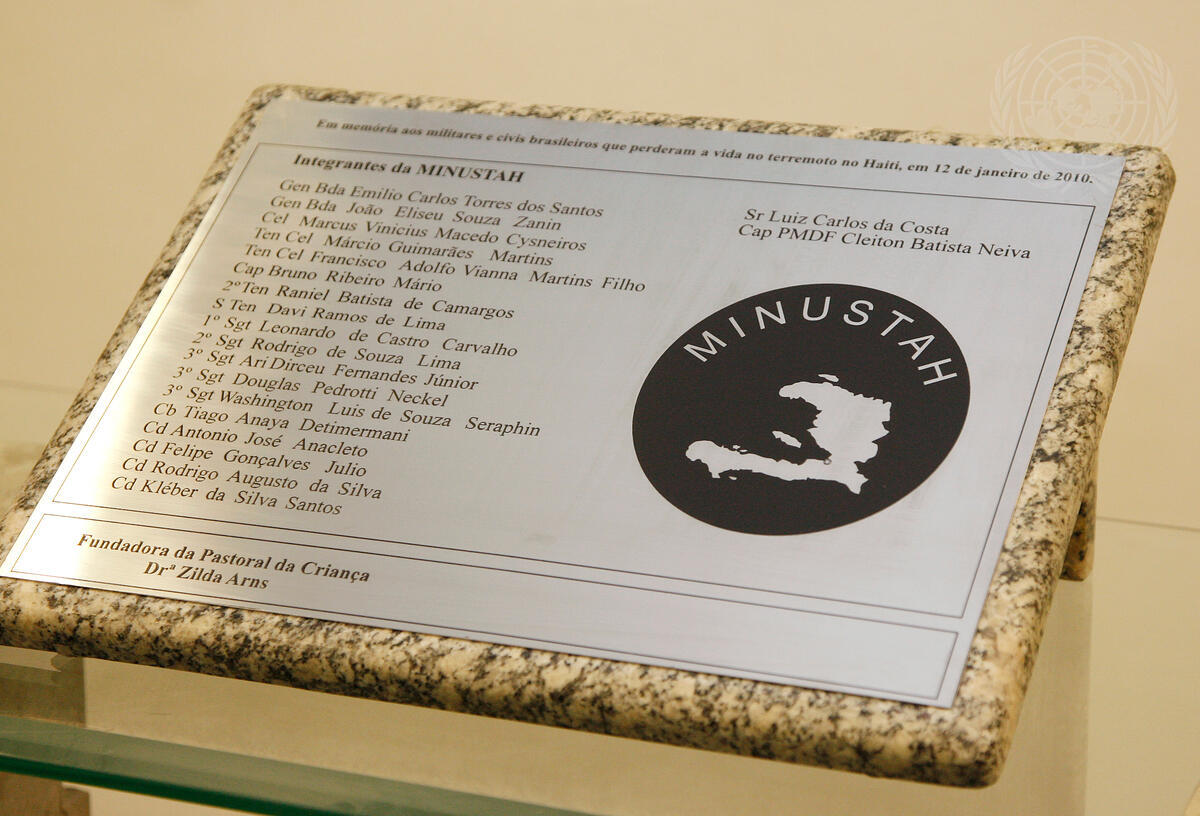 Em memória aos militares e civis brasileiros que perderam a vida no terremoto no Haiti, em 12 de janeiro de 2010.
Integrantes da MINUSTAH
Gen Bda Emilio Carlos Torres dos Santos
Gen Bda João Eliseu Souza Zanin
Cel Marcus Vinicius Macedo Cysneiros
Ten Cel Márcio Guimarães Martins
Ten Cel Francisco Adolfo Vianna Martins Filho
Cap Bruno Ribeiro Mário
2º Ten Raniel Batista de Camargos
S Ten Davi Ramos de Lima
1º Sgt Leonardo de Castro Carvalho
2º Sgt Rodrigo de Souza Lima
3º Sgt Ari Dirceu Fernandes Júnior
3º Sgt Douglas Pedrotti Neckel
3º Sgt Washington Luis de Souza Seraphin
Cb Tiago Anaya Detimermani
Cd Antonio José Anacleto
Cd Felipe Gonçalves Julio
Cd Rodrigo Augusto da Silva
Cd Kléber da Silva Santos
Sr Luiz Carlos da Costa
Cap PMDF Cleiton Batista Neiva
MINUSTAH
Fundadora da Pastoral da Criança
Drª Zilda Arns